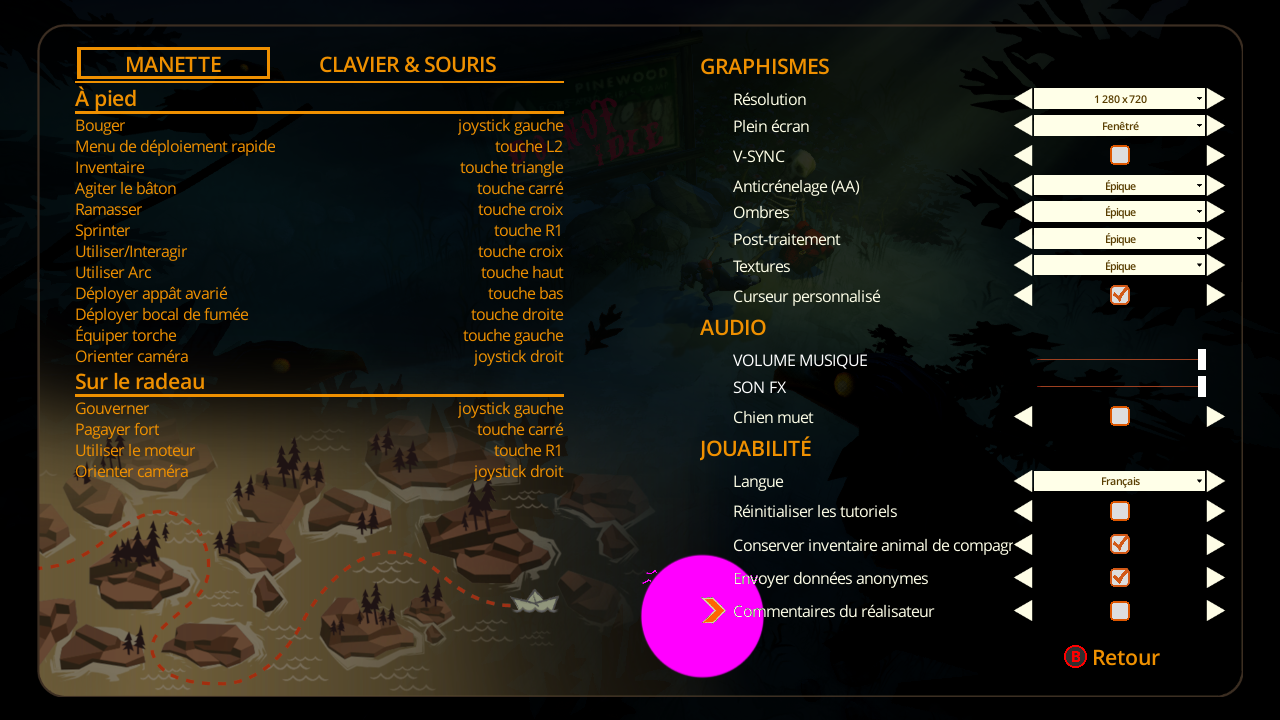 MANETTE
CLAVIER & SOURIS
À pied
Bouger joystick gauche
Menu de déploiement rapide touche L2
Inventaire touche triangle
Agiter le bâton touche carré
Ramasser touche croix
Sprinter touche R1
Utiliser/Interagir touche croix
Utiliser Arc touche haut
Déployer appât avarié touche bas
Déployer bocal de fumée touche droite
Équiper torche touche gauche
Orienter caméra joystick droit
Sur le radeau
Gouverner joystick gauche
Pagayer fort touche carré
Utiliser le moteur touche R1
Orienter caméra joystick droit
PINEWOOD
GRAPHISMES
Résolution 1 280 x 720
Plein écran Fenêtré
V-SYNC
Anticrénelage (AA) Épique
Ombres Épique
Post-traitement Épique
Textures Épique
Curseur personnalisé
AUDIO
VOLUME MUSIQUE
SON FX
Chien muet
JOUABILITÉ
Langue Français
Réinitialiser les tutoriels
Conserver inventaire animal de compagr
Envoyer données anonymes
Commentaires du réalisateur
B Retour